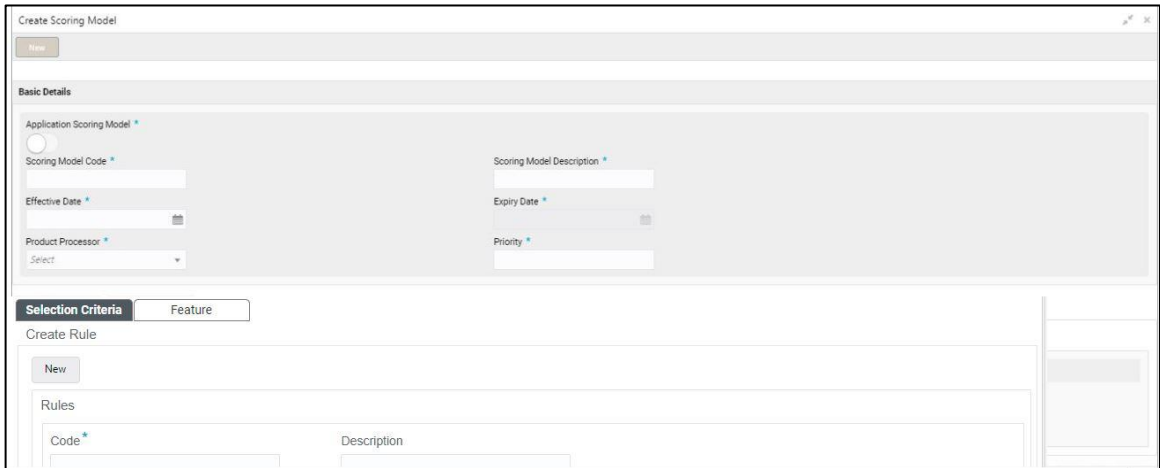 Create Scoring Model
New
Basic Details
Application Scoring Model *
Scoring Model Code * Scoring Model Description *
Effective Date * Expiry Date *
Product Processor * Priority *
Select
Selection Criteria Feature
Create Rule
New
Rules
Code* Description